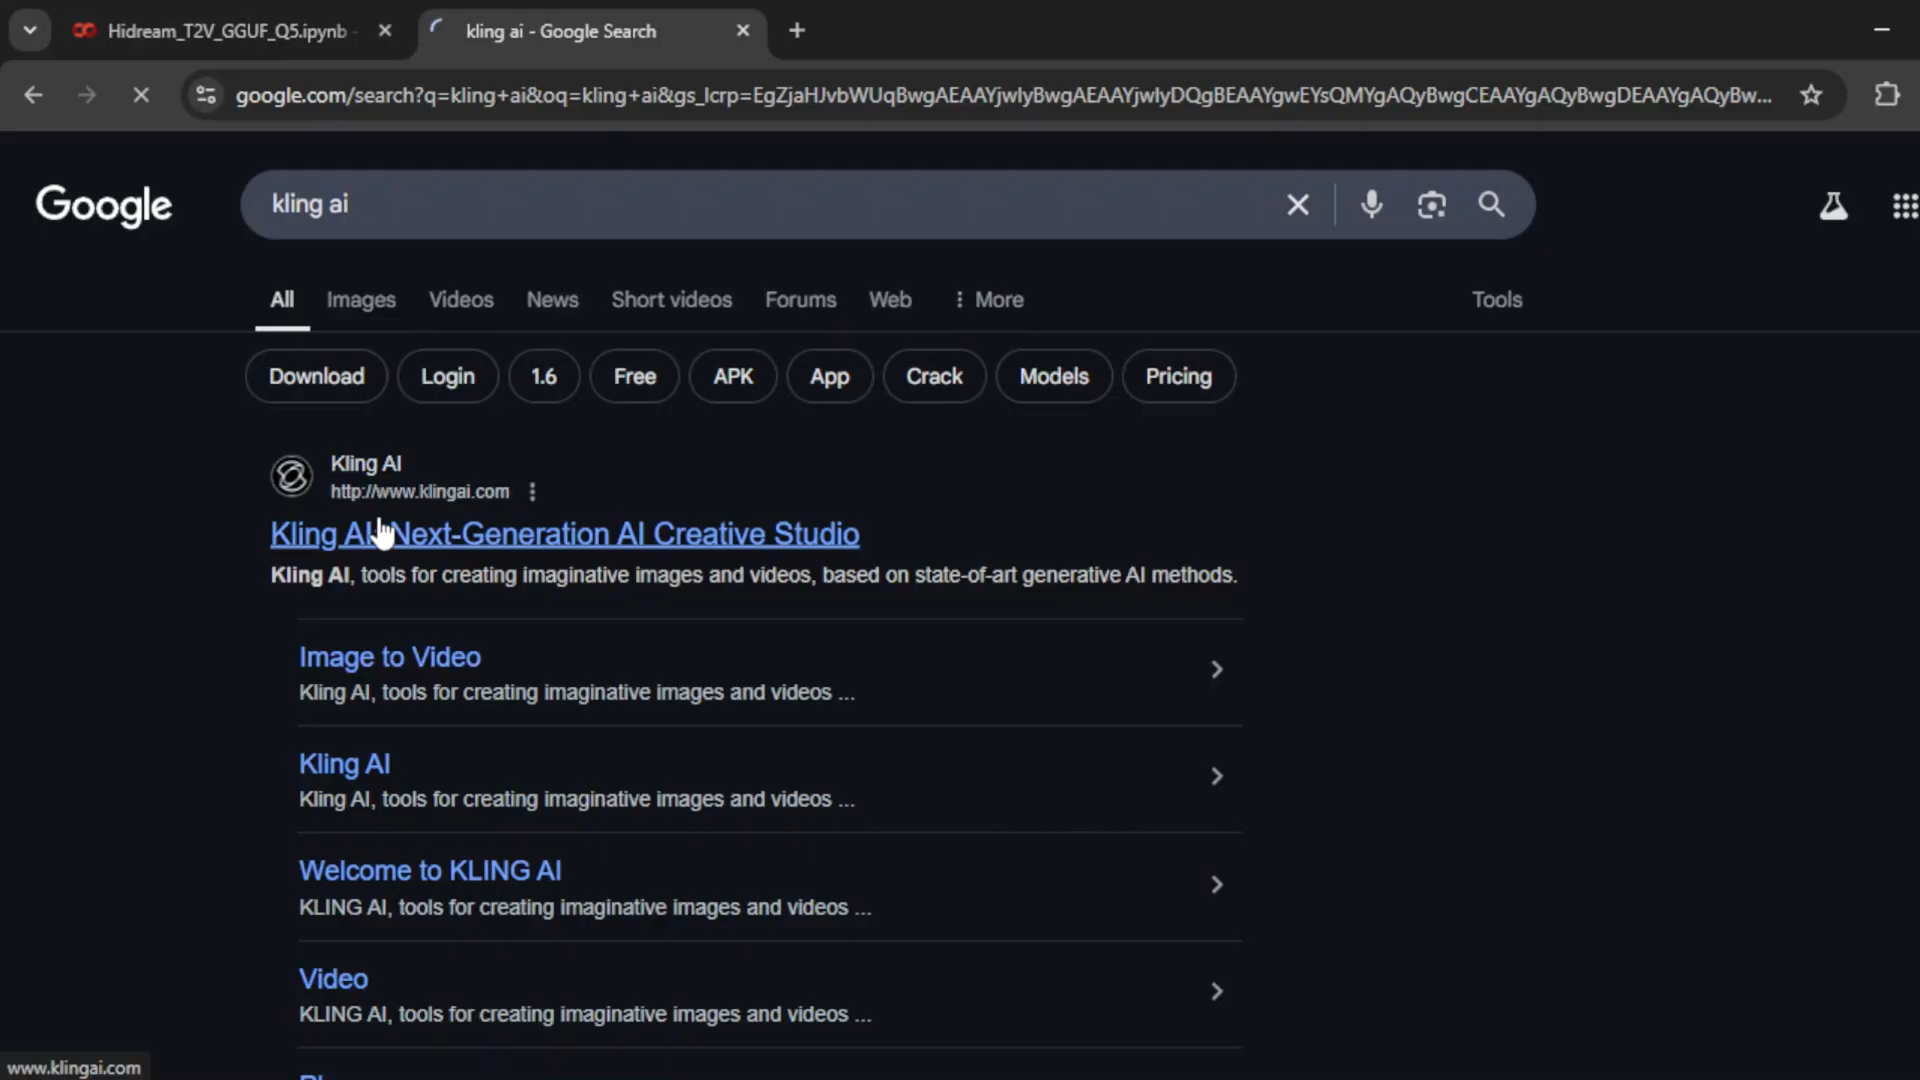 Hidream_T2V_GGUF_Q5.ipynb -
kling ai - Google Search
google.com/search?q=kling+ai&oq=kling+ai&gs_lcrp=EgZjaHJvbWUqBwgAEAAYjwIyBwgAEAAYjwIyDQgBEAAYgwEYsQMYgAQyBwgCEAAYgAQyBwgDEAAYgAQyBw...
Google
kling ai
All Images Videos News Short videos Forums Web More Tools
Download Login 1.6 Free APK App Crack Models Pricing
Kling AI
http://www.klingai.com
Kling AI: Next-Generation AI Creative Studio
Kling AI, tools for creating imaginative images and videos, based on state-of-art generative AI methods.
Image to Video
Kling AI, tools for creating imaginative images and videos ...
Kling AI
Kling AI, tools for creating imaginative images and videos ...
Welcome to KLING AI
KLING AI, tools for creating imaginative images and videos ...
Video
KLING AI, tools for creating imaginative images and videos ...
www.klingai.com